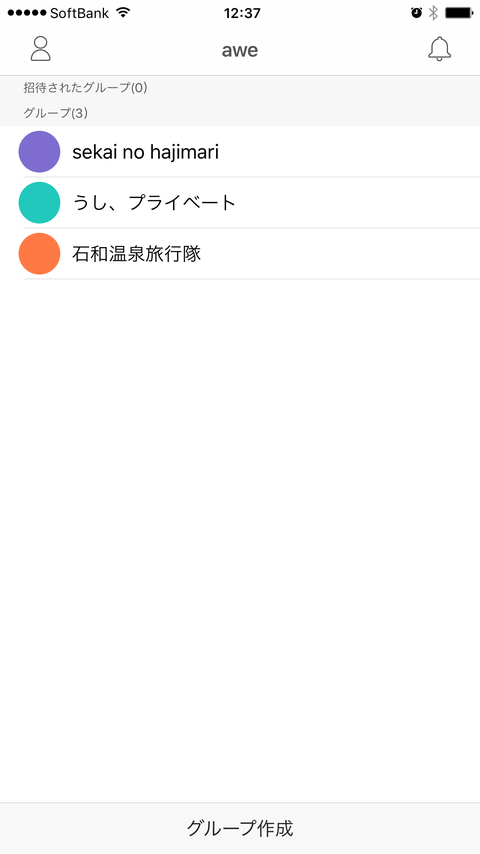 SoftBank 12:37
awe
招待されたグループ(0)
グループ(3)
sekai no hajimari
うし、プライベート
石和温泉旅行隊
グループ作成